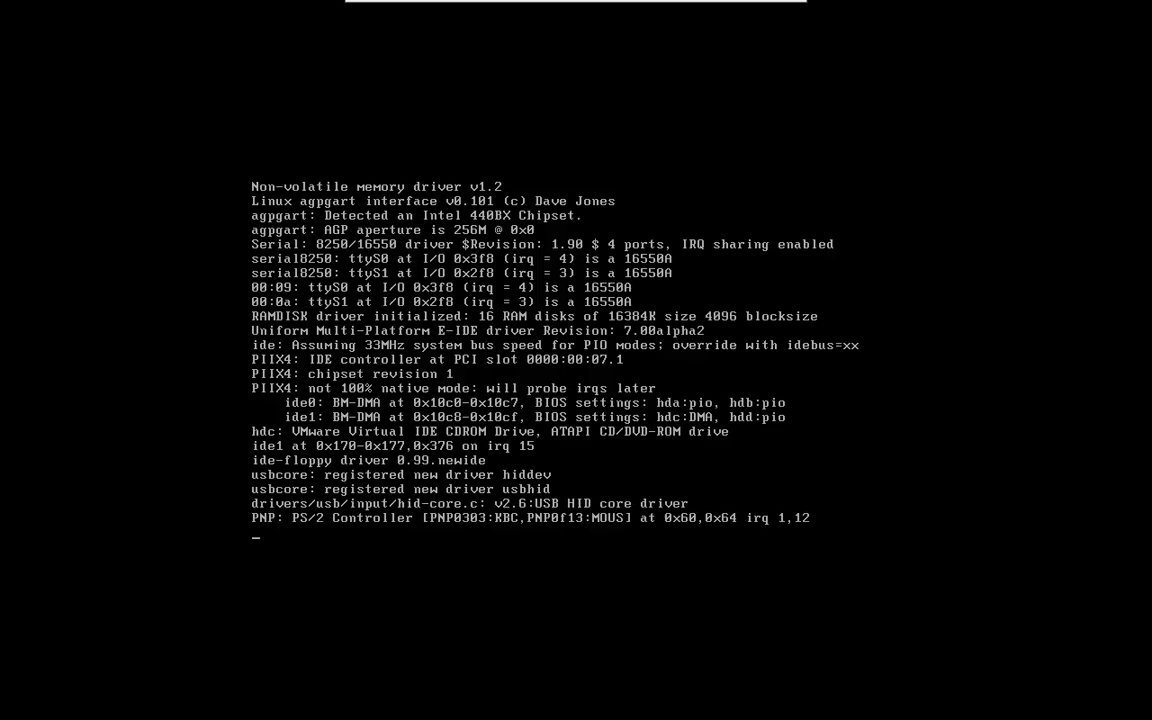 Non-volatile memory driver v1.2
Linux agpgart interface v0.101 (c) Dave Jones
agpgart: Detected an Intel 440BX Chipset.
agpgart: AGP aperture is 256M @ 0x0
Serial: 8250/16550 driver $Revision: 1.90 $ 4 ports, IRQ sharing enabled
serial8250: ttyS0 at I/O 0x3f8 (irq = 4) is a 16550A
serial8250: ttyS1 at I/O 0x2f8 (irq = 3) is a 16550A
00:09: ttyS0 at I/O 0x3f8 (irq = 4) is a 16550A
00:0a: ttyS1 at I/O 0x2f8 (irq = 3) is a 16550A
RAMDISK driver initialized: 16 RAM disks of 16384K size 4096 blocksize
Uniform Multi-Platform E-IDE driver Revision: 7.00alpha2
ide: Assuming 33MHz system bus speed for PIO modes; override with idebus=xx
PIIX4: IDE controller at PCI slot 0000:00:07.1
PIIX4: chipset revision 1
PIIX4: not 100% native mode: will probe irqs later
    ide0: BM-DMA at 0x10c0-0x10c7, BIOS settings: hda:pio, hdb:pio
    ide1: BM-DMA at 0x10c8-0x10cf, BIOS settings: hdc:DMA, hdd:pio
hdc: VMware Virtual IDE CDROM Drive, ATAPI CD/DVD-ROM drive
ide1 at 0x170-0x177,0x376 on irq 15
ide-floppy driver 0.99.newide
usbcore: registered new driver hiddev
usbcore: registered new driver usbhid
drivers/usb/input/hid-core.c: v2.6:USB HID core driver
PNP: PS/2 Controller [PNP0303:KBC,PNP0f13:MOUS] at 0x60,0x64 irq 1,12
_